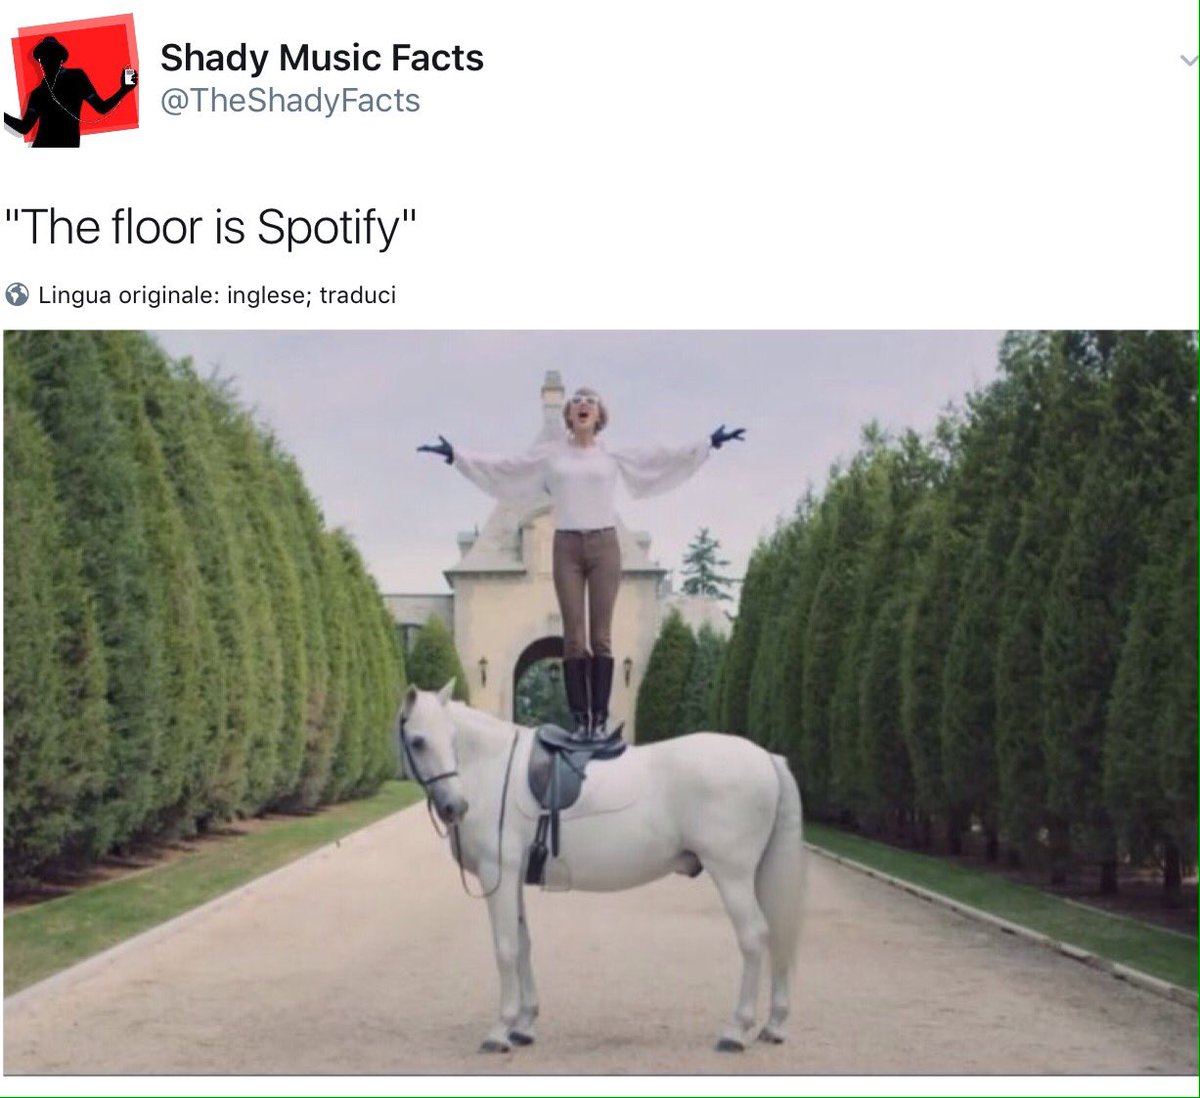 Shady Music Facts
@TheShadyFacts
"The floor is Spotify"
Lingua originale: inglese; traduci